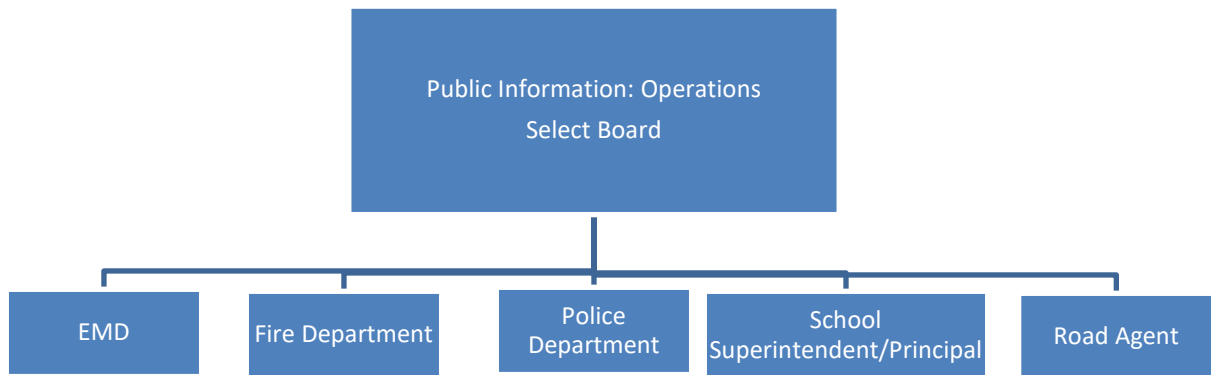 Public Information: Operations
Select Board
EMD
Fire Department
Police
Department
School
Superintendent/Principal
Road Agent